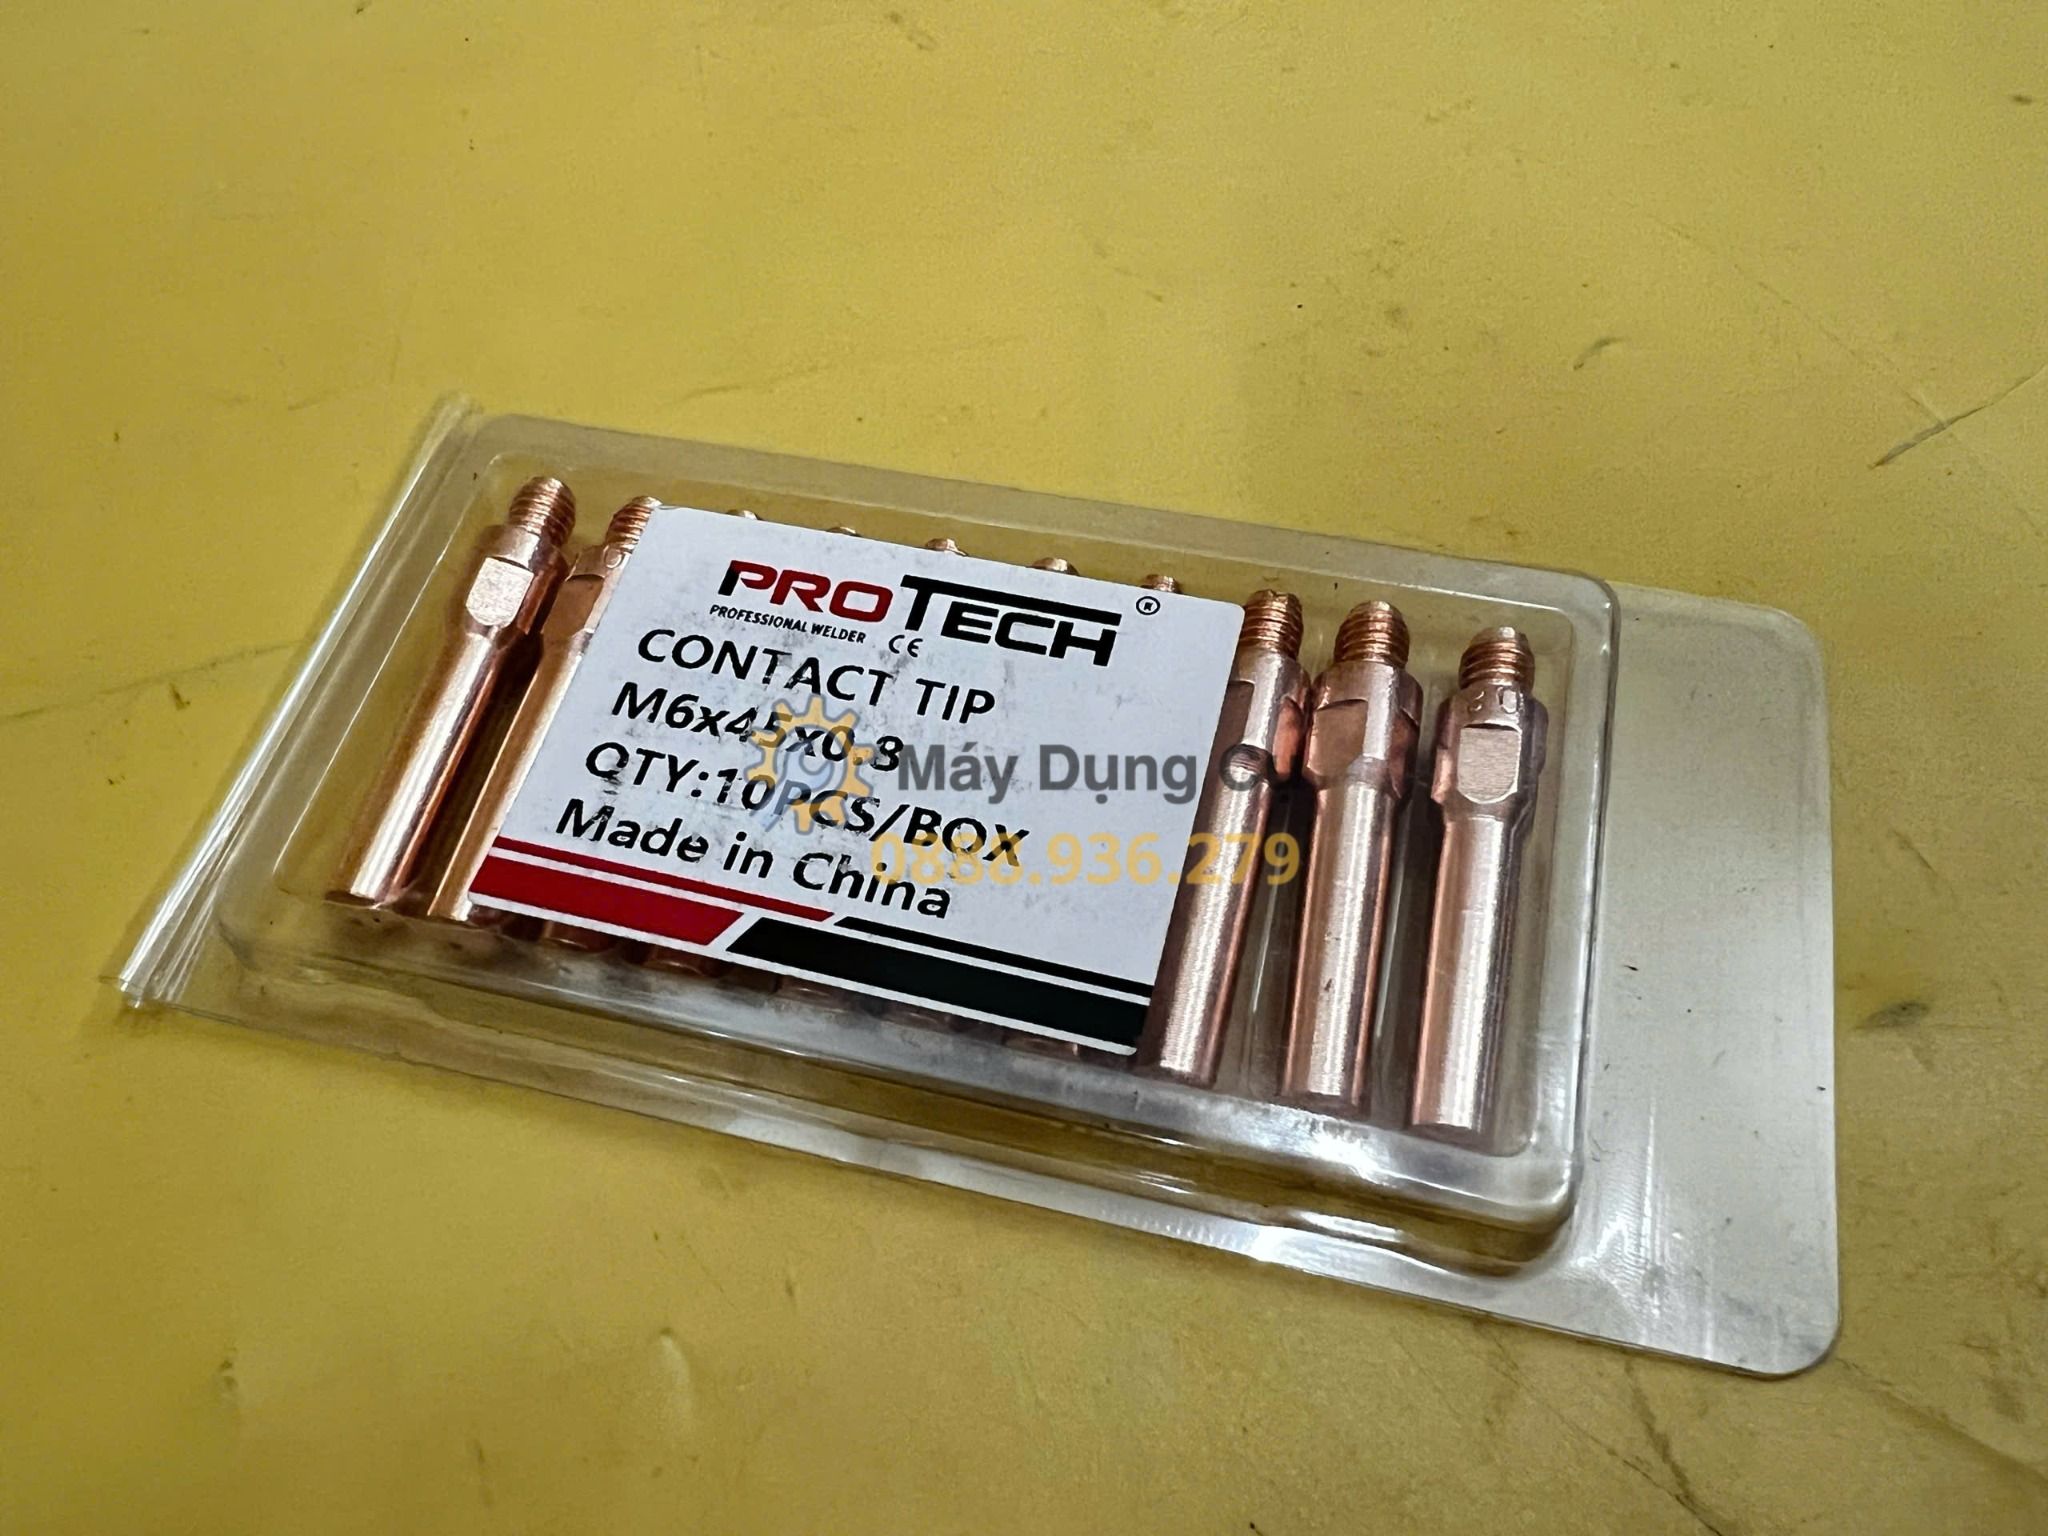 PROTECH ®
PROFESSIONAL WELDER CE
CONTACT TIP
M6x45x0.8
QTY:10PCS/BOX
Made in China
Máy Dụng Cụ
0888.936.279